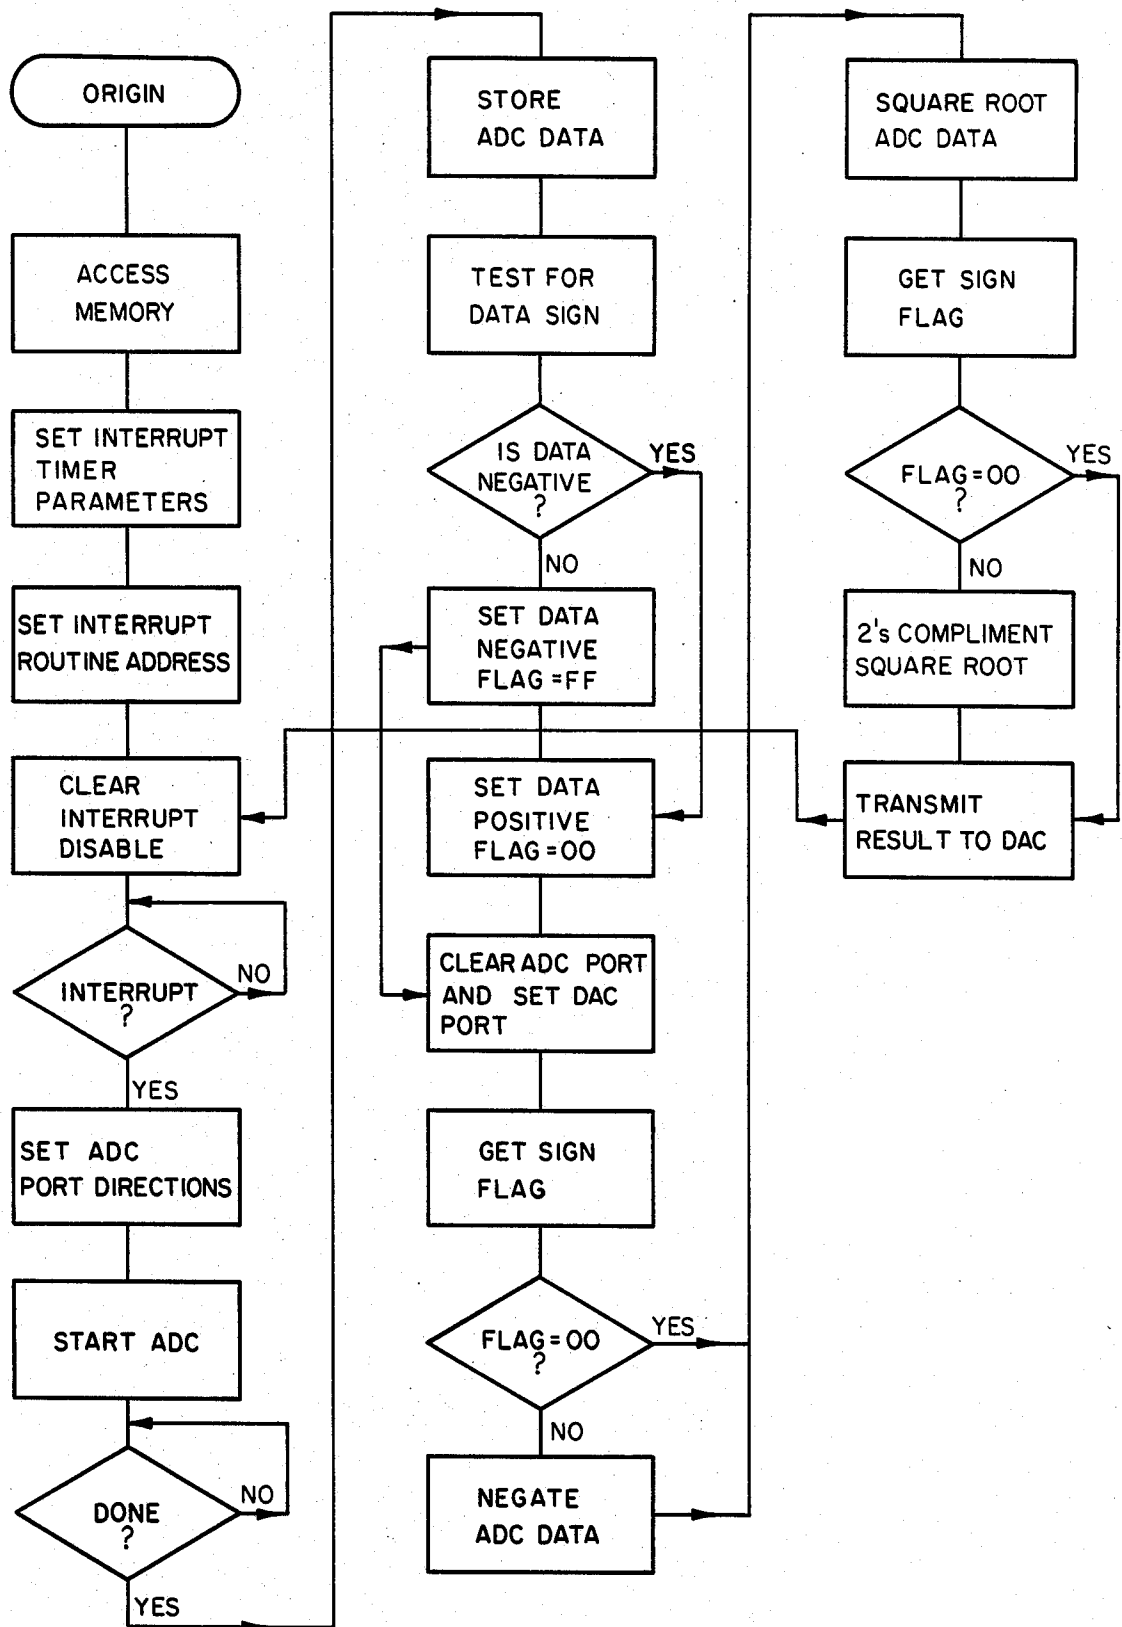 ORIGIN
ACCESS
MEMORY
SET INTERRUPT
TIMER
PARAMETERS
SET INTERRUPT
ROUTINE ADDRESS
CLEAR
INTERRUPT
DISABLE
INTERRUPT
?
NO
YES
SET ADC
PORT DIRECTIONS
START ADC
DONE
?
NO
YES
STORE
ADC DATA
TEST FOR
DATA SIGN
IS DATA
NEGATIVE
?
YES
NO
SET DATA
NEGATIVE
FLAG=FF
SET DATA
POSITIVE
FLAG=00
CLEAR ADC PORT
AND SET DAC
PORT
GET SIGN
FLAG
FLAG=00
?
YES
NO
NEGATE
ADC DATA
SQUARE ROOT
ADC DATA
GET SIGN
FLAG
FLAG=00
?
YES
NO
2's COMPLIMENT
SQUARE ROOT
TRANSMIT
RESULT TO DAC